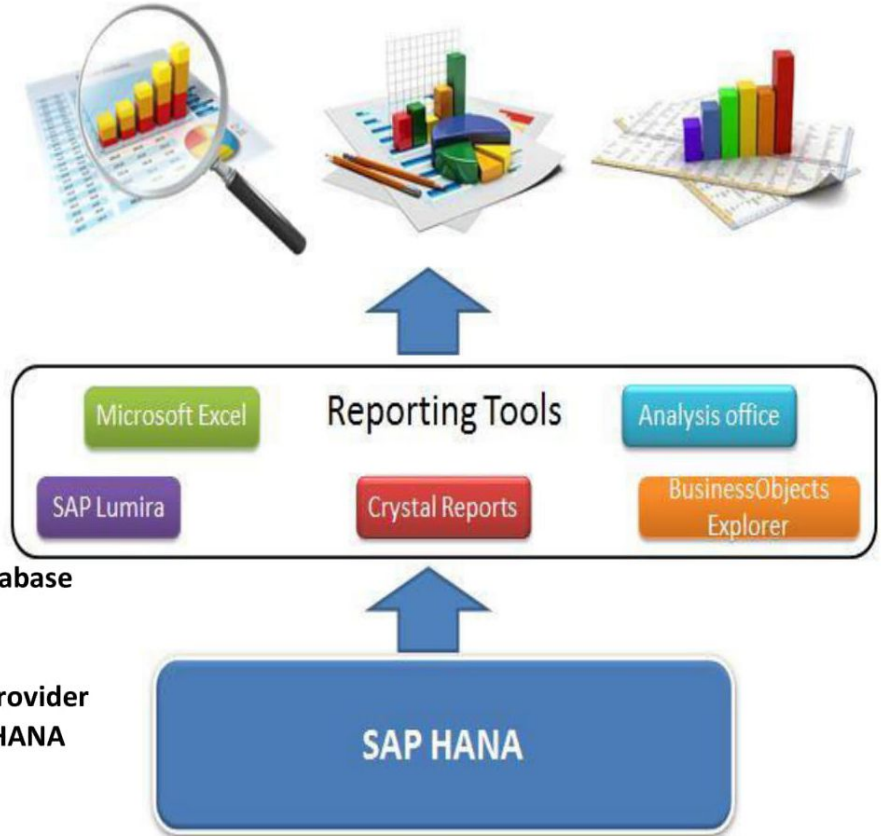 Microsoft Excel
Reporting Tools
Analysis office
SAP Lumira
Crystal Reports
BusinessObjects
Explorer
abase
rovider
HANA
SAP HANA